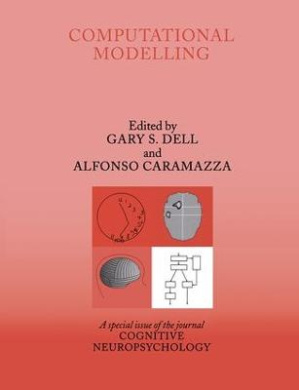 COMPUTATIONAL
MODELLING
Edited by
GARY S. DELL
and
ALFONSO CARAMAZZA
A special issue of the journal
COGNITIVE
NEUROPSYCHOLOGY